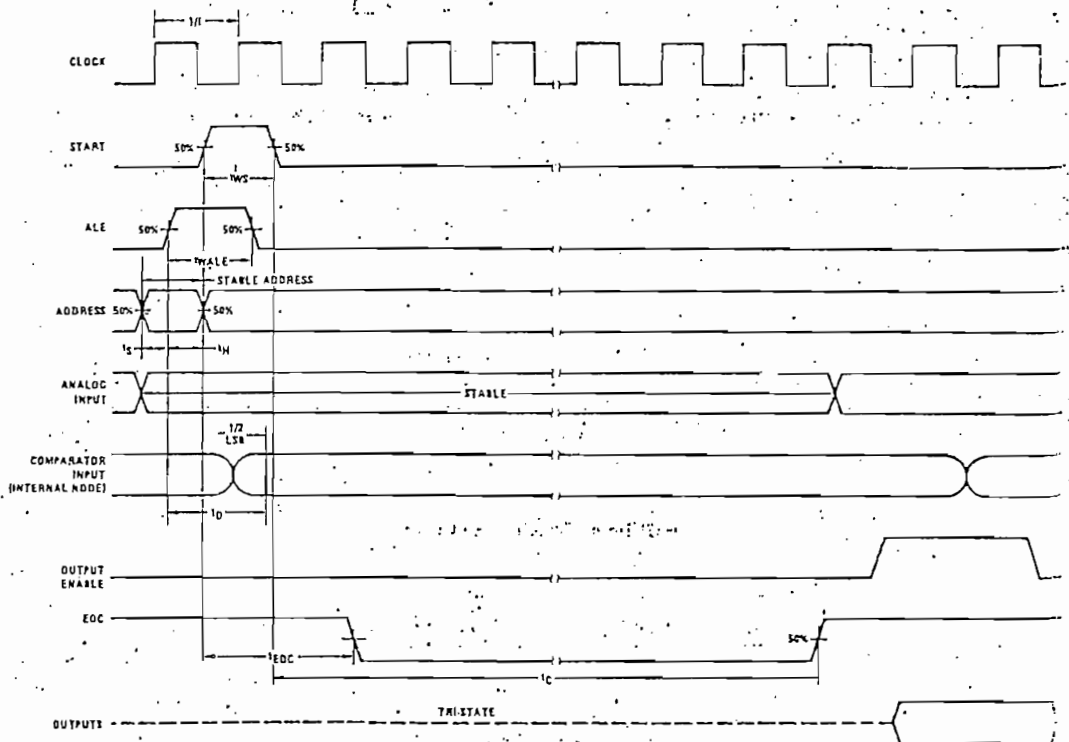 1/f
CLOCK
START
50%
50%
tWS
ALE
50%
50%
tWALE
STABLE ADDRESS
ADDRESS
50%
50%
tS
tH
ANALOG
INPUT
STABLE
1/2
LSB
COMPARATOR
INPUT
(INTERNAL NODE)
tD
OUTPUT
ENABLE
EOC
50%
tEOC
tC
TRI-STATE
OUTPUTS